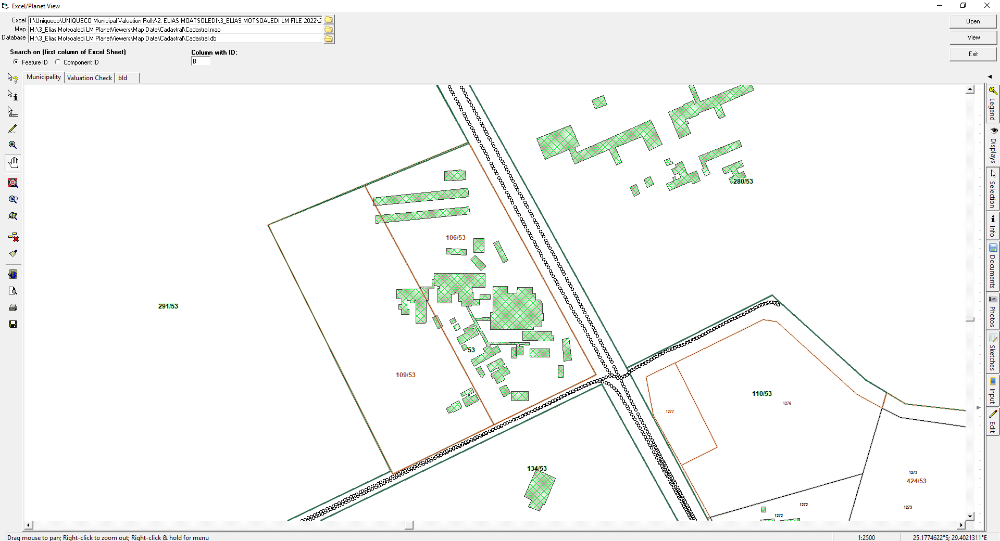 Excel/Planet View
Excel I:\Uniqueco\UNIQUECO Municipal Valuation Rolls\2. ELIAS MOATSOLEDI\3_ELIAS MOTSOALEDI LM FILE 2022\2
Map M:\3_Elias Motsoaledi LM PlanetViewers\Map Data\Cadastral\Cadastral.map
Database M:\3_Elias Motsoaledi LM PlanetViewers\Map Data\Cadastral\Cadastral.db
Open
View
Exit
Search on (first column of Excel Sheet)
Column with ID:
Feature ID Component ID
B
Municipality Valuation Check bld
Legend
Displays
Selection
Info
Documents
Photos
Sketches
Input
Edit
280/53
106/53
291/53
53
109/53
110/53
1276
1277
134/53
1273
424/53
1272
1273
1272
Drag mouse to pan; Right-click to zoom out; Right-click & hold for menu
1:2500
25.1774622°S; 29.4021311°E